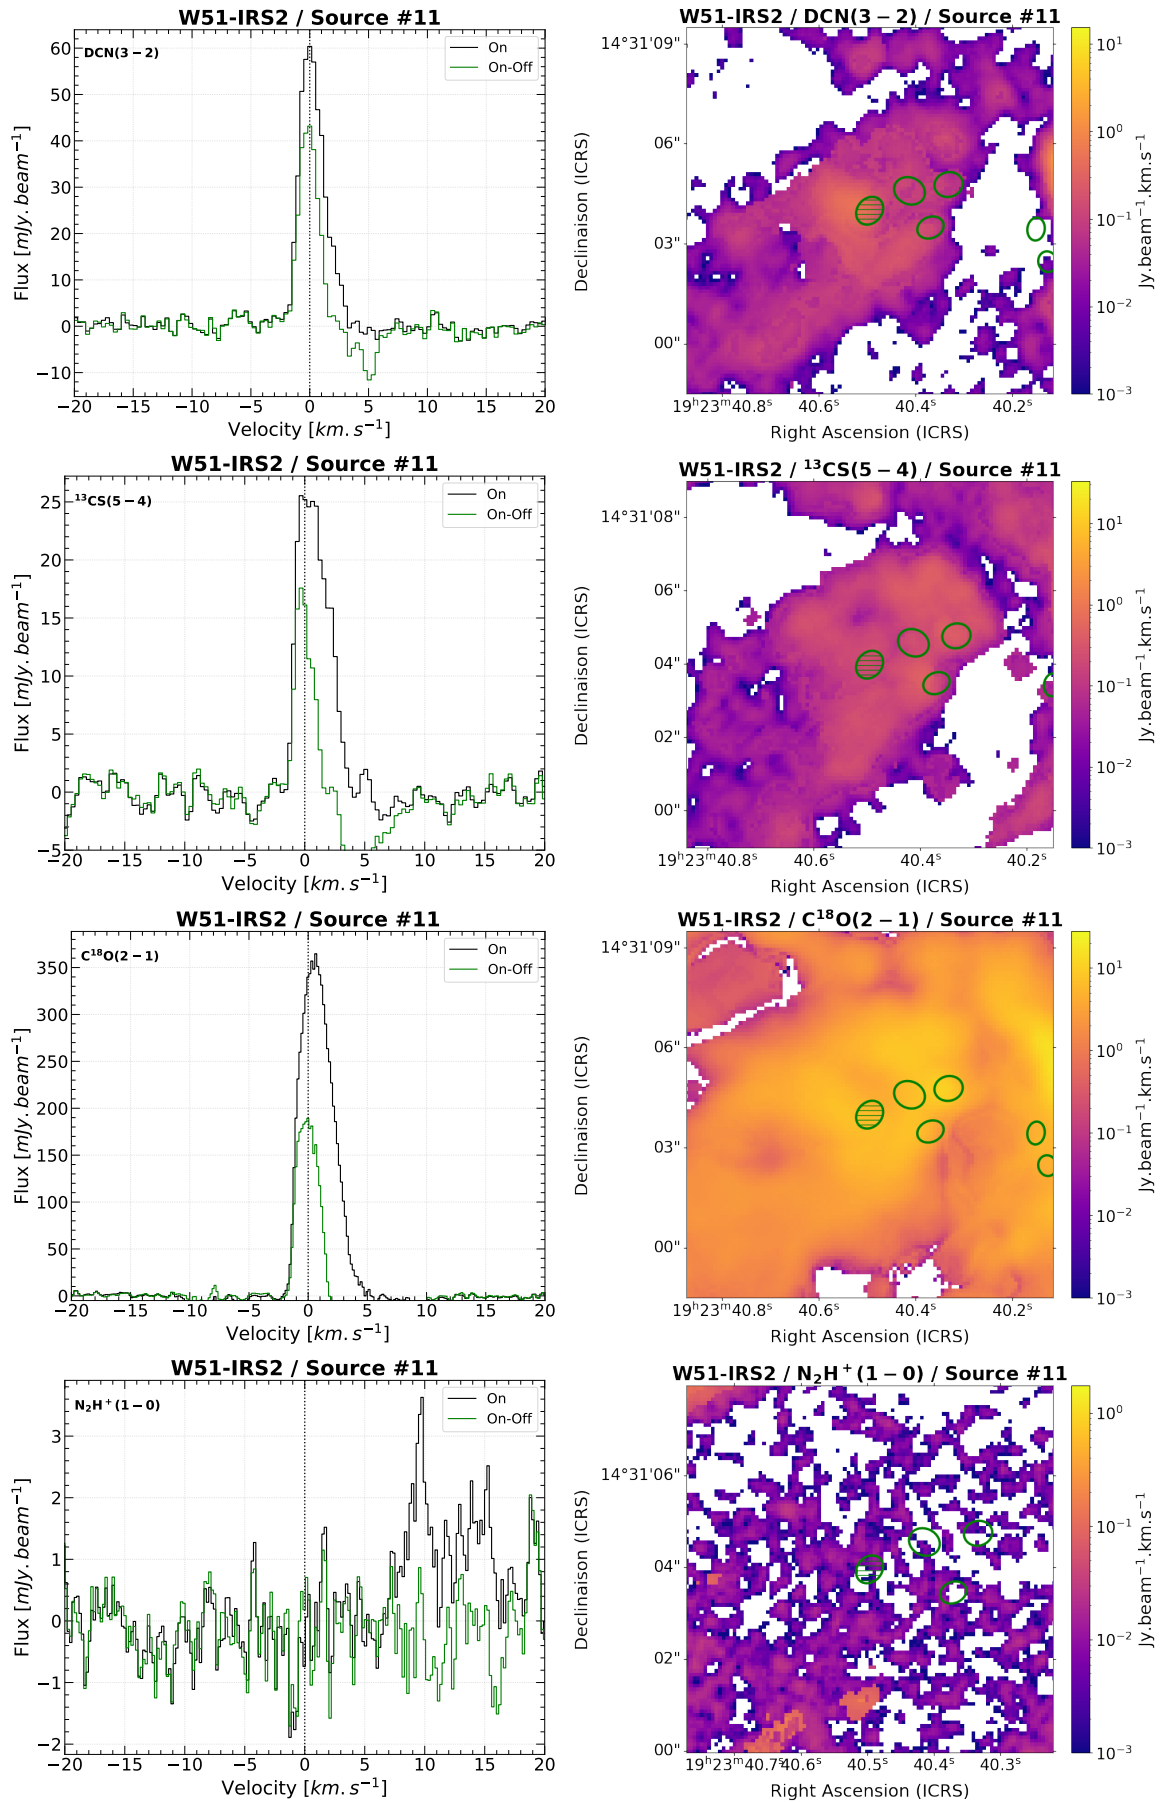 W51-IRS2 / Source #11
DCN(3 − 2)
On
On-Off
Flux [mJy.beam⁻¹]
60
50
40
30
20
10
0
−10
−20 −15 −10 −5 0 5 10 15 20
Velocity [km.s⁻¹]
W51-IRS2 / DCN(3 − 2) / Source #11
Declinaison (ICRS)
14°31'09"
06"
03"
00"
19ʰ23ᵐ40.8ˢ 40.6ˢ 40.4ˢ 40.2ˢ
Right Ascension (ICRS)
10¹
10⁰
10⁻¹
10⁻²
10⁻³
Jy.beam⁻¹.km.s⁻¹
W51-IRS2 / Source #11
¹³CS(5 − 4)
On
On-Off
Flux [mJy.beam⁻¹]
25
20
15
10
5
0
−5
−20 −15 −10 −5 0 5 10 15 20
Velocity [km.s⁻¹]
W51-IRS2 / ¹³CS(5 − 4) / Source #11
Declinaison (ICRS)
14°31'08"
06"
04"
02"
00"
19ʰ23ᵐ40.8ˢ 40.6ˢ 40.4ˢ 40.2ˢ
Right Ascension (ICRS)
10¹
10⁰
10⁻¹
10⁻²
10⁻³
Jy.beam⁻¹.km.s⁻¹
W51-IRS2 / Source #11
C¹⁸O(2 − 1)
On
On-Off
Flux [mJy.beam⁻¹]
350
300
250
200
150
100
50
0
−20 −15 −10 −5 0 5 10 15 20
Velocity [km.s⁻¹]
W51-IRS2 / C¹⁸O(2 − 1) / Source #11
Declinaison (ICRS)
14°31'09"
06"
03"
00"
19ʰ23ᵐ40.8ˢ 40.6ˢ 40.4ˢ 40.2ˢ
Right Ascension (ICRS)
10¹
10⁰
10⁻¹
10⁻²
10⁻³
Jy.beam⁻¹.km.s⁻¹
W51-IRS2 / Source #11
N₂H⁺(1 − 0)
On
On-Off
Flux [mJy.beam⁻¹]
3
2
1
0
−1
−2
−20 −15 −10 −5 0 5 10 15 20
Velocity [km.s⁻¹]
W51-IRS2 / N₂H⁺(1 − 0) / Source #11
Declinaison (ICRS)
14°31'06"
04"
02"
00"
19ʰ23ᵐ40.7ˢ40.6ˢ 40.5ˢ 40.4ˢ 40.3ˢ
Right Ascension (ICRS)
10⁰
10⁻¹
10⁻²
10⁻³
Jy.beam⁻¹.km.s⁻¹